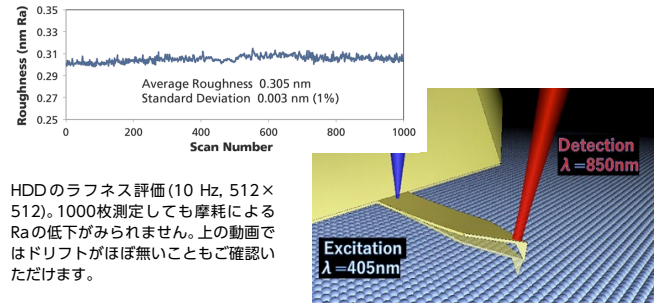 0.35
0.33
0.31
0.29
0.27
0.25
Roughness (nm Ra)
Average Roughness 0.305 nm
Standard Deviation 0.003 nm (1%)
0 200 400 600 800 1000
Scan Number
HDDのラフネス評価(10 Hz, 512×
512)。1000枚測定しても摩耗による
Raの低下がみられません。上の動画で
はドリフトがほぼ無いこともご確認い
ただけます。
Detection
λ=850nm
Excitation
λ=405nm